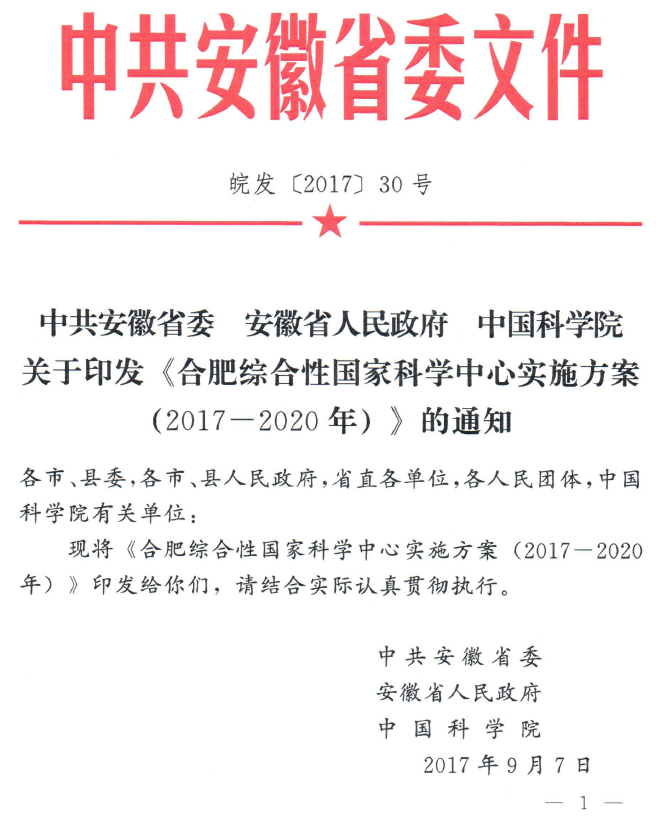 中共安徽省委文件
皖发〔2017〕30号
中共安徽省委 安徽省人民政府 中国科学院
关于印发《合肥综合性国家科学中心实施方案
(2017—2020年)》的通知
各市、县委,各市、县人民政府,省直各单位,各人民团体,中国
科学院有关单位:
现将《合肥综合性国家科学中心实施方案(2017—2020
年)》印发给你们，请结合实际认真贯彻执行。
中共安徽省委
安徽省人民政府
中国科学院
2017年9月7日
— 1 —